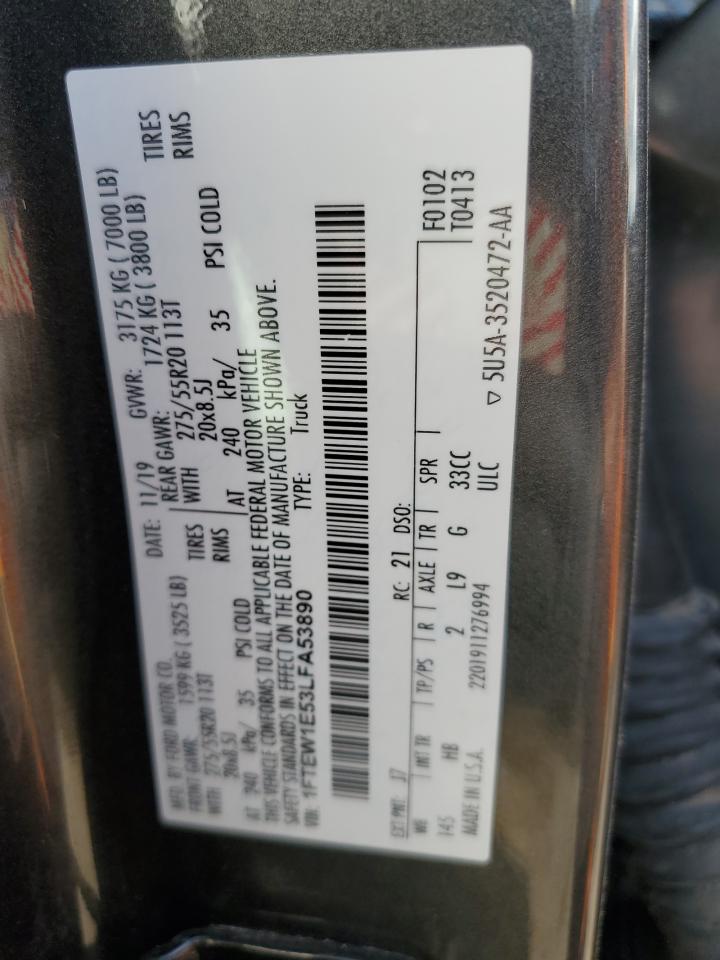 MFD. BY FORD MOTOR CO. DATE: 11/19 GVWR: 3175 KG ( 7000 LB)
FRONT GAWR: 1599 KG ( 3525 LB) REAR GAWR: 1724 KG ( 3800 LB)
WITH 275/55R20 113T TIRES WITH 275/55R20 113T TIRES
20x8.5J RIMS 20x8.5J RIMS
AT 240 kPa/ 35 PSI COLD AT 240 kPa/ 35 PSI COLD
THIS VEHICLE CONFORMS TO ALL APPLICABLE FEDERAL MOTOR VEHICLE
SAFETY STANDARDS IN EFFECT ON THE DATE OF MANUFACTURE SHOWN ABOVE.
VIN: 1FTEW1E53LFA53890 TYPE: Truck
EXT PNT: J7 RC: 21 DSO: F0102
WB INT TR TP/PS R AXLE TR SPR T0413
145 HB 2 L9 G 33CC
MADE IN U.S.A. 2201911276994 ULC
▽ 5U5A-3520472-AA